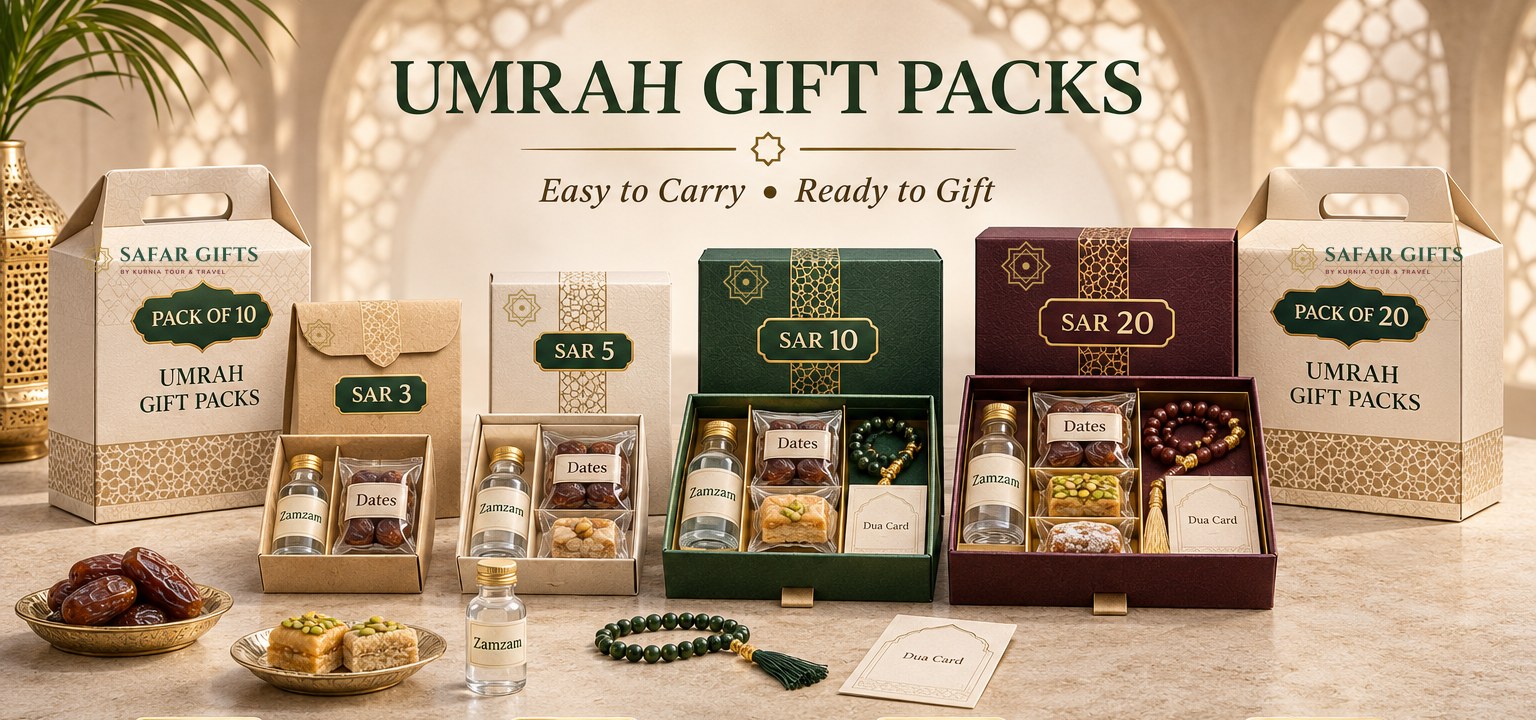 UMRAH GIFT PACKS
Easy to Carry • Ready to Gift
SAFAR GIFTS
BY KURNIA TOUR & TRAVEL
PACK OF 10
UMRAH
GIFT PACKS
SAR 3
Zamzam
Dates
SAR 5
Zamzam
Dates
SAR 10
Zamzam
Dates
Dua Card
SAR 20
Zamzam
Dates
Dua Card
SAFAR GIFTS
BY KURNIA TOUR & TRAVEL
PACK OF 20
UMRAH
GIFT PACKS
Zamzam
Dua Card